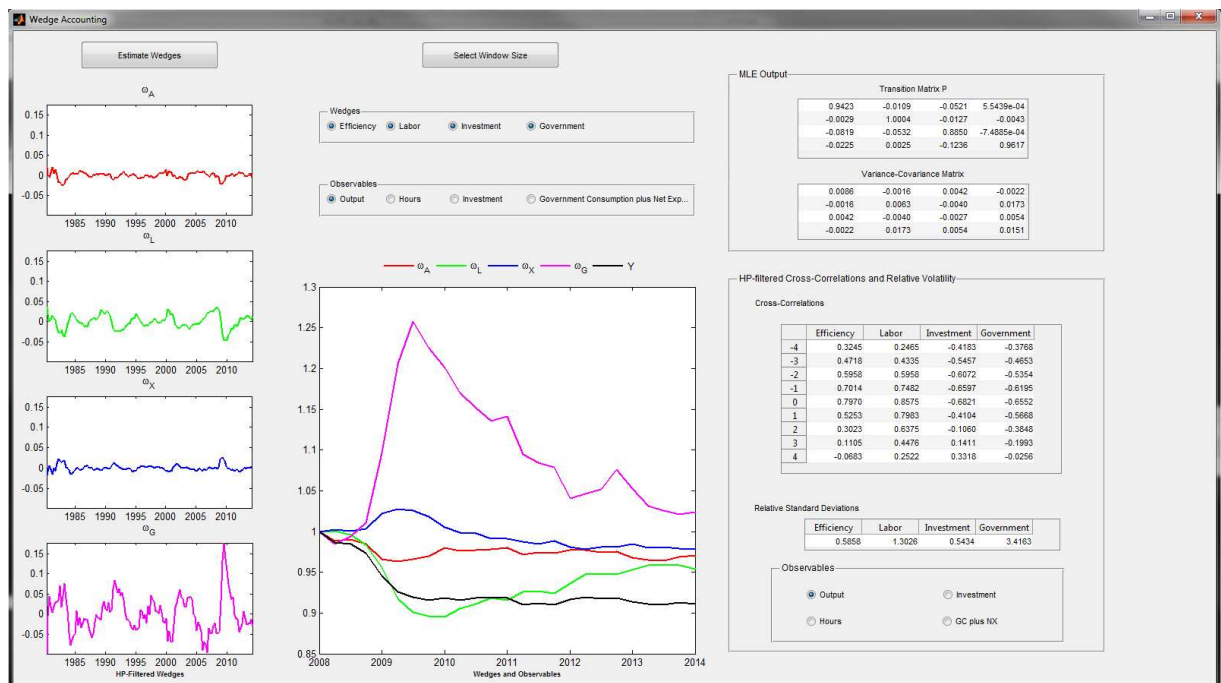 Wedge Accounting
Estimate Wedges
Select Window Size
ω_A
0.15
0.1
0.05
0
-0.05
1985 1990 1995 2000 2005 2010
ω_L
0.15
0.1
0.05
0
-0.05
1985 1990 1995 2000 2005 2010
ω_X
0.15
0.1
0.05
0
-0.05
1985 1990 1995 2000 2005 2010
ω_G
0.15
0.1
0.05
0
-0.05
1985 1990 1995 2000 2005 2010
HP-Filtered Wedges
Wedges
Efficiency Labor Investment Government
Observables
Output Hours Investment Government Consumption plus Net Exp...
ω_A ω_L ω_X ω_G Y
1.3
1.25
1.2
1.15
1.1
1.05
1
0.95
0.9
0.85
2008 2009 2010 2011 2012 2013 2014
Wedges and Observables
MLE Output
Transition Matrix P
0.9423 -0.0109 -0.0521 5.5439e-04
-0.0029 1.0004 -0.0127 -0.0043
-0.0819 -0.0532 0.8850 -7.4885e-04
-0.0225 0.0025 -0.1236 0.9617
Variance-Covariance Matrix
0.0086 -0.0016 0.0042 -0.0022
-0.0016 0.0063 -0.0040 0.0173
0.0042 -0.0040 -0.0027 0.0054
-0.0022 0.0173 0.0054 0.0151
HP-filtered Cross-Correlations and Relative Volatility
Cross-Correlations
Efficiency Labor Investment Government
-4 0.3245 0.2465 -0.4183 -0.3768
-3 0.4718 0.4335 -0.5457 -0.4653
-2 0.5958 0.5958 -0.6072 -0.5354
-1 0.7014 0.7482 -0.6597 -0.6195
0 0.7970 0.8575 -0.6821 -0.6552
1 0.5253 0.7983 -0.4104 -0.5668
2 0.3023 0.6375 -0.1060 -0.3848
3 0.1105 0.4476 0.1411 -0.1993
4 -0.0683 0.2522 0.3318 -0.0256
Relative Standard Deviations
Efficiency Labor Investment Government
0.5858 1.3026 0.5434 3.4163
Observables
Output Investment
Hours GC plus NX